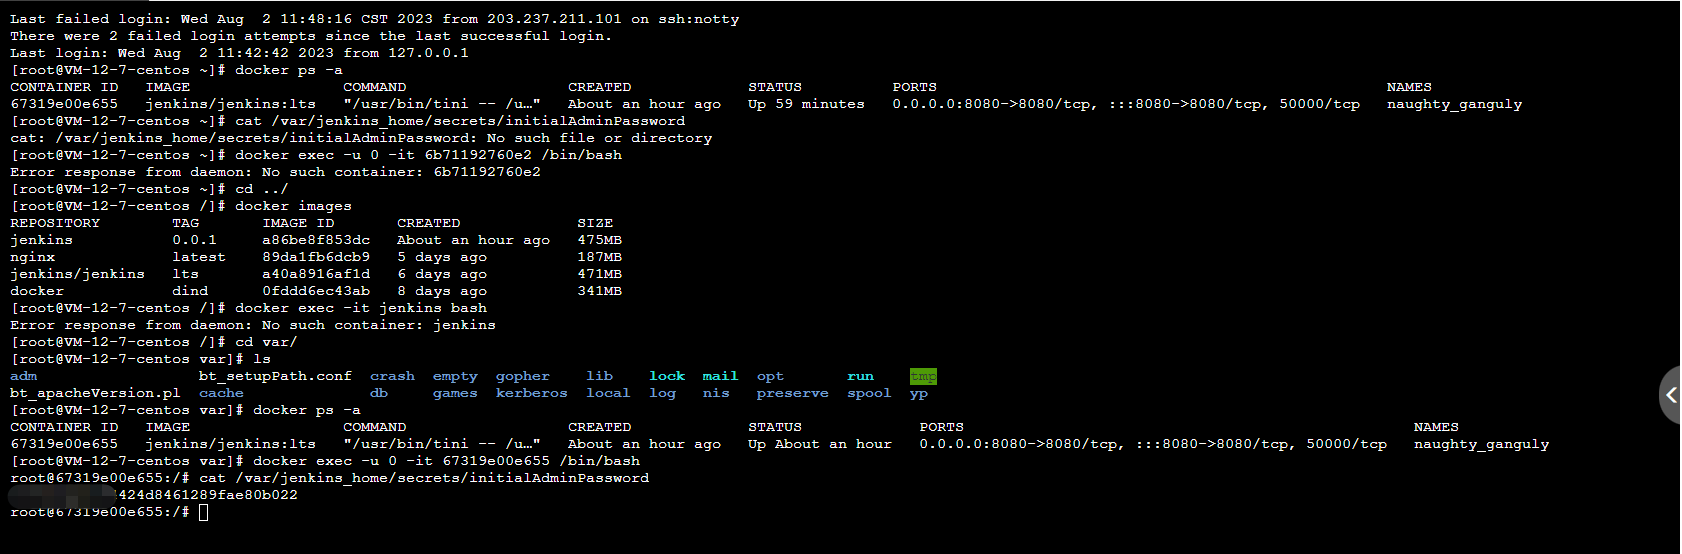 Last failed login: Wed Aug  2 11:48:16 CST 2023 from 203.237.211.101 on ssh:notty
There were 2 failed login attempts since the last successful login.
Last login: Wed Aug  2 11:42:42 2023 from 127.0.0.1
[root@VM-12-7-centos ~]# docker ps -a
CONTAINER ID   IMAGE                 COMMAND                  CREATED             STATUS          PORTS                                                  NAMES
67319e00e655   jenkins/jenkins:lts   "/usr/bin/tini -- /u…"   About an hour ago   Up 59 minutes   0.0.0.0:8080->8080/tcp, :::8080->8080/tcp, 50000/tcp   naughty_ganguly
[root@VM-12-7-centos ~]# cat /var/jenkins_home/secrets/initialAdminPassword
cat: /var/jenkins_home/secrets/initialAdminPassword: No such file or directory
[root@VM-12-7-centos ~]# docker exec -u 0 -it 6b71192760e2 /bin/bash
Error response from daemon: No such container: 6b71192760e2
[root@VM-12-7-centos ~]# cd ../
[root@VM-12-7-centos /]# docker images
REPOSITORY        TAG       IMAGE ID       CREATED             SIZE
jenkins           0.0.1     a86be8f853dc   About an hour ago   475MB
nginx             latest    89da1fb6dcb9   5 days ago          187MB
jenkins/jenkins   lts       a40a8916af1d   6 days ago          471MB
docker            dind      0fddd6ec43ab   8 days ago          341MB
[root@VM-12-7-centos /]# docker exec -it jenkins bash
Error response from daemon: No such container: jenkins
[root@VM-12-7-centos /]# cd var/
[root@VM-12-7-centos var]# ls
adm                  bt_setupPath.conf  crash  empty  gopher    lib    lock  mail  opt       run    tmp
bt_apacheVersion.pl  cache              db     games  kerberos  local  log   nis   preserve  spool  yp
[root@VM-12-7-centos var]# docker ps -a
CONTAINER ID   IMAGE                 COMMAND                  CREATED             STATUS             PORTS                                                  NAMES
67319e00e655   jenkins/jenkins:lts   "/usr/bin/tini -- /u…"   About an hour ago   Up About an hour   0.0.0.0:8080->8080/tcp, :::8080->8080/tcp, 50000/tcp   naughty_ganguly
[root@VM-12-7-centos var]# docker exec -u 0 -it 67319e00e655 /bin/bash
root@67319e00e655:/# cat /var/jenkins_home/secrets/initialAdminPassword
424d8461289fae80b022
root@67319e00e655:/#